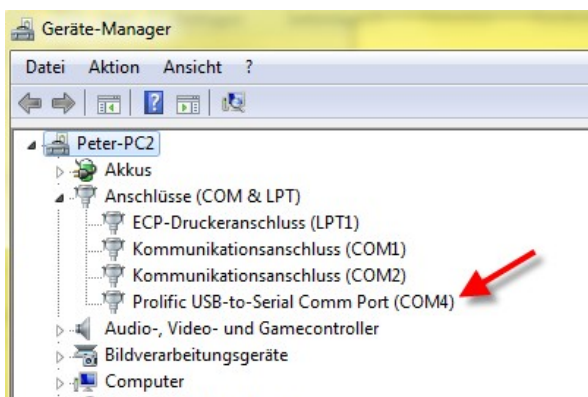 Geräte-Manager
Datei Aktion Ansicht ?
?
Peter-PC2
Akkus
Anschlüsse (COM & LPT)
ECP-Druckeranschluss (LPT1)
Kommunikationsanschluss (COM1)
Kommunikationsanschluss (COM2)
Prolific USB-to-Serial Comm Port (COM4)
Audio-, Video- und Gamecontroller
Bildverarbeitungsgeräte
Computer